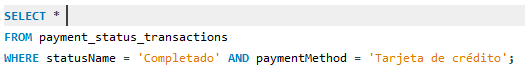 SELECT *
FROM payment_status_transactions
WHERE statusName = 'Completado' AND paymentMethod = 'Tarjeta de crédito';